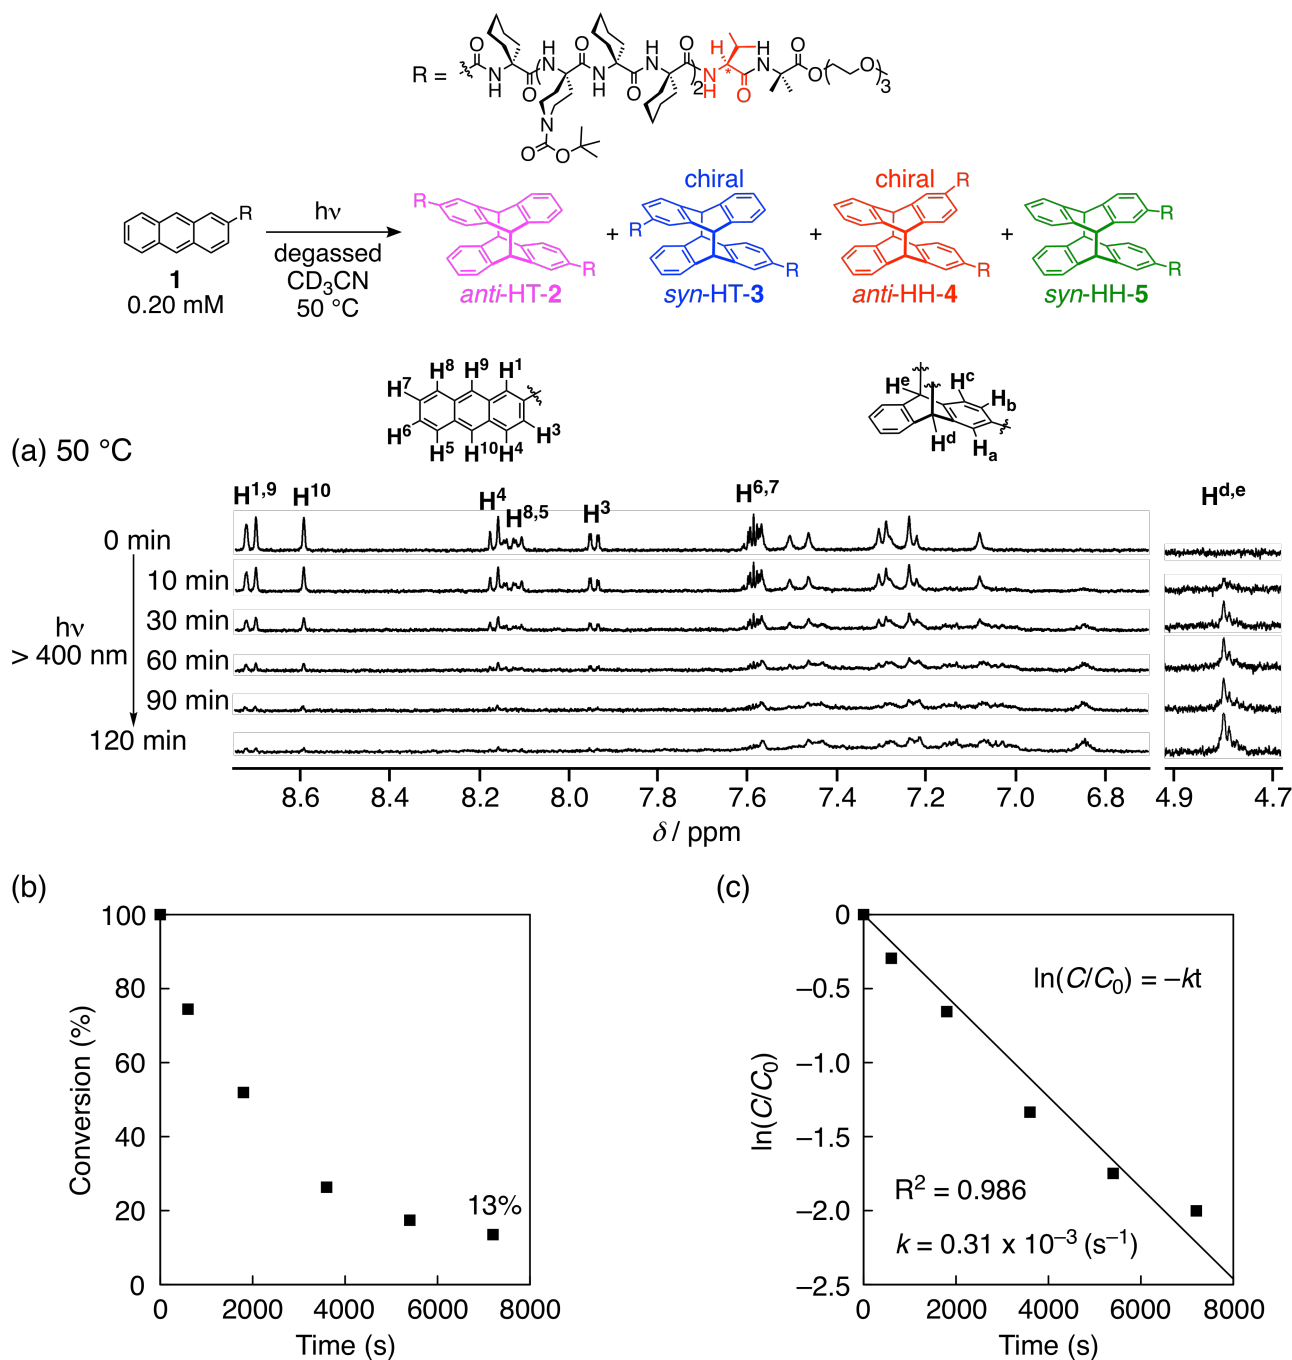 R =
O
H
N
O
H
N
O
H
N
O
H
O
N
H
O
N
H
O
N
H
O
2
N
H
*
O
N
O
O
3
N
O
O
R
hν
degassed
CD₃CN
50 °C
1
0.20 mM
R
R
anti-HT-2
+
chiral
R
R
syn-HT-3
+
chiral
R
R
anti-HH-4
+
R
R
syn-HH-5
H⁷ H⁸ H⁹ H¹
H⁶ H⁵ H¹⁰ H⁴ H³
Hᵉ Hᶜ Hb
Hᵈ Ha
(a) 50 °C
H¹,⁹ H¹⁰ H⁴ H⁸,⁵ H³ H⁶,⁷ Hᵈ,ᵉ
0 min
10 min
30 min
hν
> 400 nm
60 min
90 min
120 min
8.6 8.4 8.2 8.0 7.8 7.6 7.4 7.2 7.0 6.8 4.9 4.7
δ / ppm
(b)
Conversion (%)
100
80
60
40
20
0
13%
0 2000 4000 6000 8000
Time (s)
(c)
ln(C/C₀)
0
–0.5
–1.0
–1.5
–2.0
–2.5
ln(C/C₀) = –kt
R² = 0.986
k = 0.31 x 10⁻³ (s⁻¹)
0 2000 4000 6000 8000
Time (s)